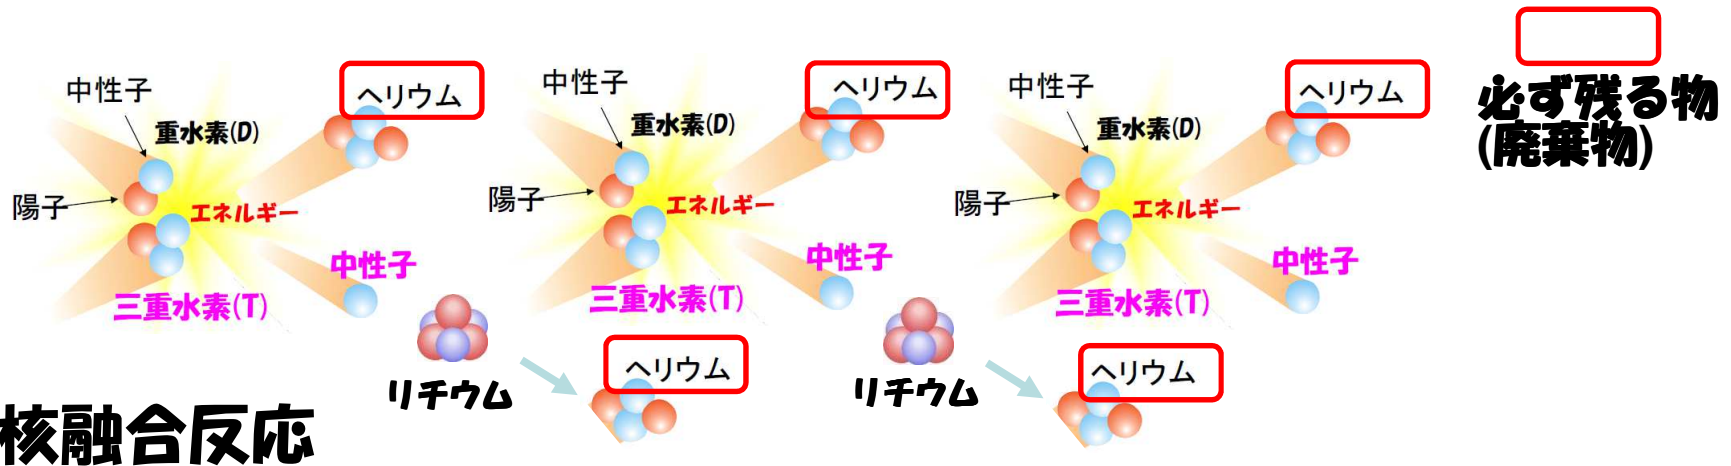 中性子
ヘリウム
重水素(D)
陽子
エネルギー
中性子
三重水素(T)
リチウム
中性子
ヘリウム
重水素(D)
陽子
エネルギー
中性子
三重水素(T)
ヘリウム
リチウム
中性子
ヘリウム
重水素(D)
陽子
エネルギー
中性子
三重水素(T)
ヘリウム
必ず残る物
(廃棄物)
核融合反応